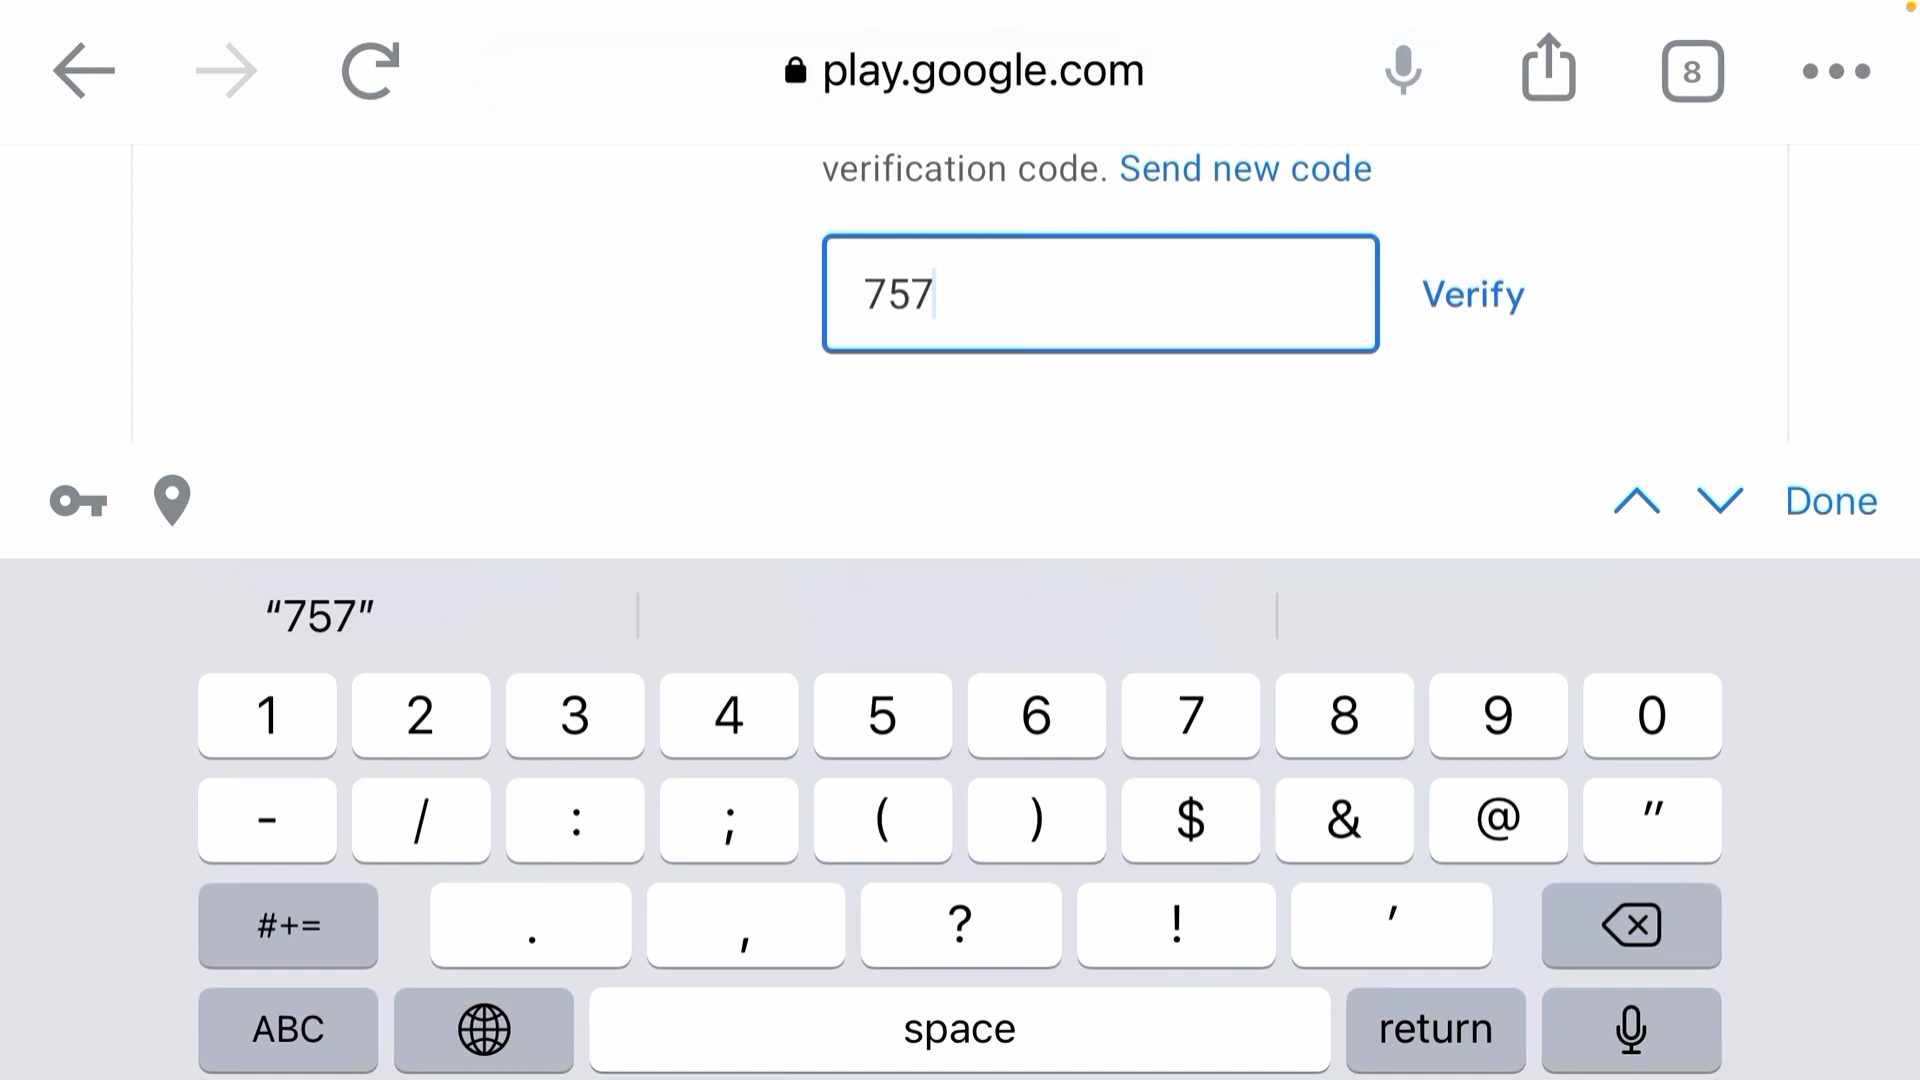 play.google.com
8
verification code. Send new code
757
Verify
Done
“757”
1 2 3 4 5 6 7 8 9 0
- / : ; ( ) $ & @ "
#+= . , ? ! '
ABC space return